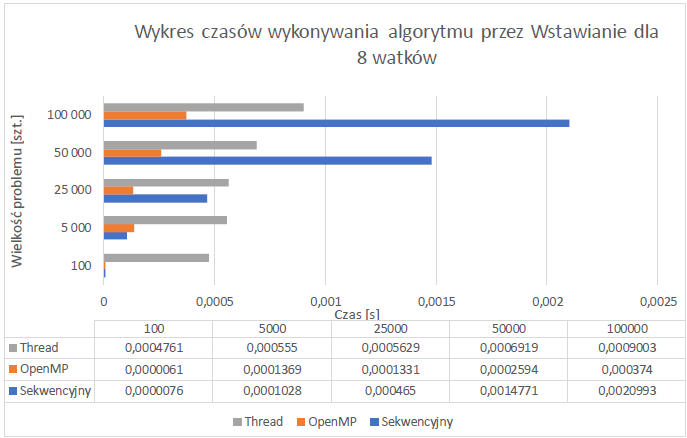 Wykres czasów wykonywania algorytmu przez Wstawianie dla
8 watków
Wielkość problemu [szt.]
100 000
50 000
25 000
5 000
100
0 0,0005 0,001 0,0015 0,002 0,0025
Czas [s]
100 5000 25000 50000 100000
Thread 0,0004761 0,000555 0,0005629 0,0006919 0,0009003
OpenMP 0,0000061 0,0001369 0,0001331 0,0002594 0,000374
Sekwencyjny 0,0000076 0,0001028 0,000465 0,0014771 0,0020993
Thread OpenMP Sekwencyjny